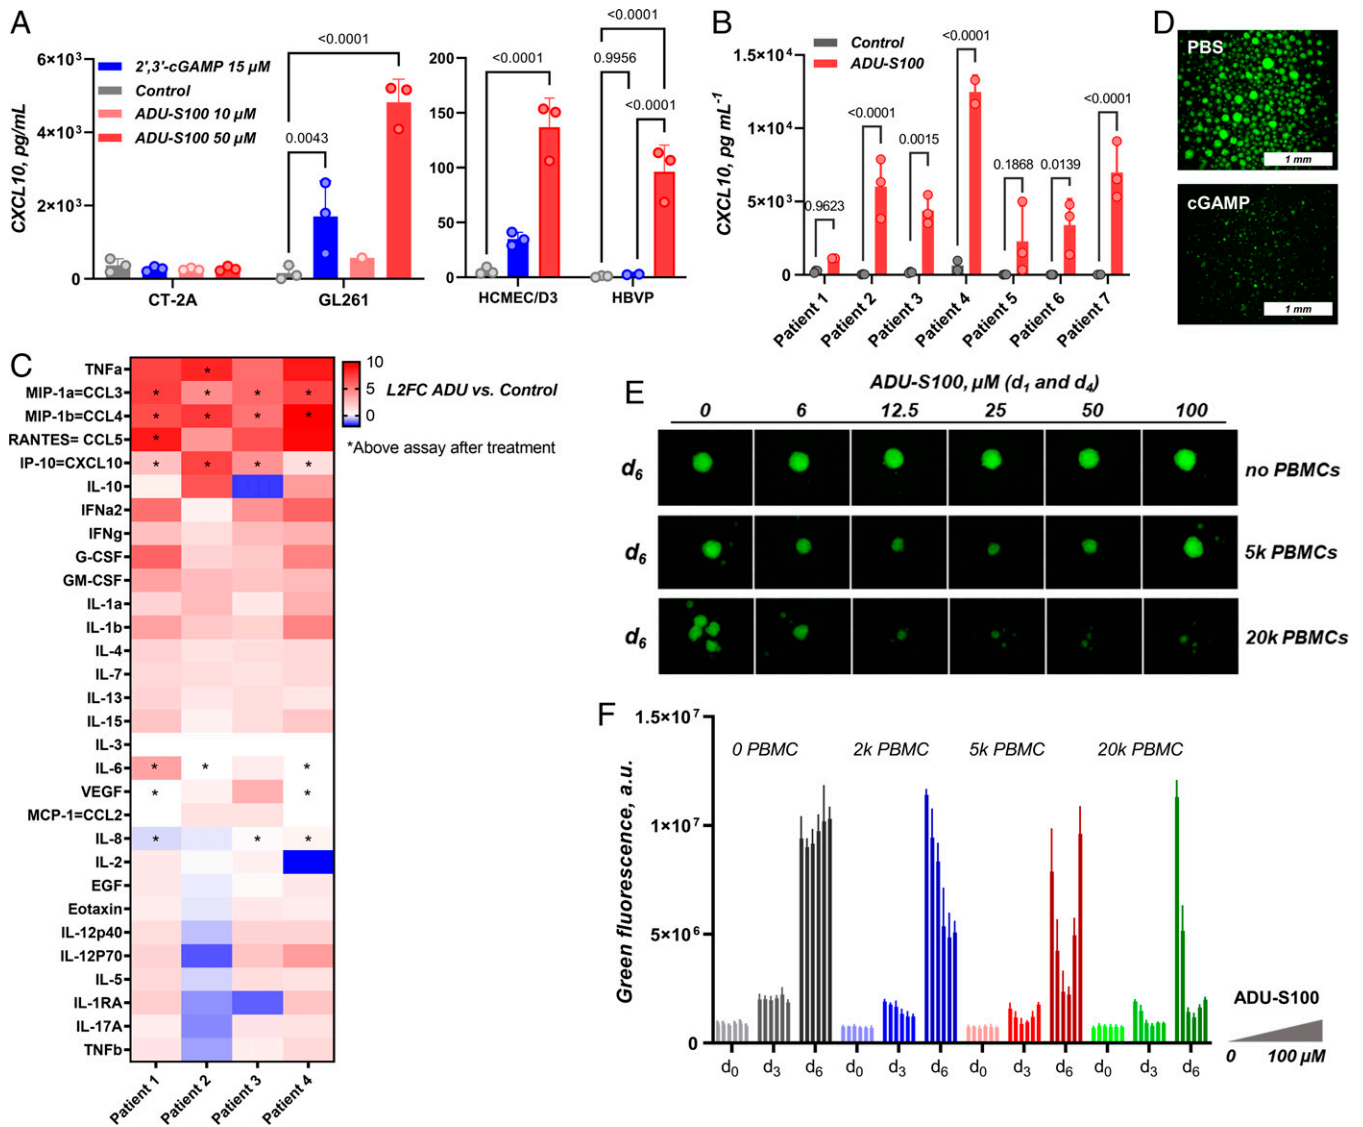 A
CXCL10, pg/mL
6×10³
4×10³
2×10³
0
2',3'-cGAMP 15 µM
Control
ADU-S100 10 µM
ADU-S100 50 µM
<0.0001
0.0043
CT-2A
GL261
200
150
100
50
0
<0.0001
<0.0001
0.9956
<0.0001
HCMEC/D3
HBVP
B
CXCL10, pg mL⁻¹
1.5×10⁴
1×10⁴
5×10³
0
Control
ADU-S100
0.9623
<0.0001
0.0015
<0.0001
0.1868
0.0139
<0.0001
Patient 1
Patient 2
Patient 3
Patient 4
Patient 5
Patient 6
Patient 7
D
PBS
1 mm
cGAMP
1 mm
C
TNFa
MIP-1a=CCL3
MIP-1b=CCL4
RANTES= CCL5
IP-10=CXCL10
IL-10
IFNa2
IFNg
G-CSF
GM-CSF
IL-1a
IL-1b
IL-4
IL-7
IL-13
IL-15
IL-3
IL-6
VEGF
MCP-1=CCL2
IL-8
IL-2
EGF
Eotaxin
IL-12p40
IL-12P70
IL-5
IL-1RA
IL-17A
TNFb
Patient 1
Patient 2
Patient 3
Patient 4
10
5
0
L2FC ADU vs. Control
*Above assay after treatment
E
ADU-S100, µM (d₁ and d₄)
0 6 12.5 25 50 100
d₆ no PBMCs
d₆ 5k PBMCs
d₆ 20k PBMCs
F
Green fluorescence, a.u.
1.5×10⁷
1×10⁷
5×10⁶
0
0 PBMC 2k PBMC 5k PBMC 20k PBMC
d₀ d₃ d₆ d₀ d₃ d₆ d₀ d₃ d₆ d₀ d₃ d₆
ADU-S100
0 100 µM